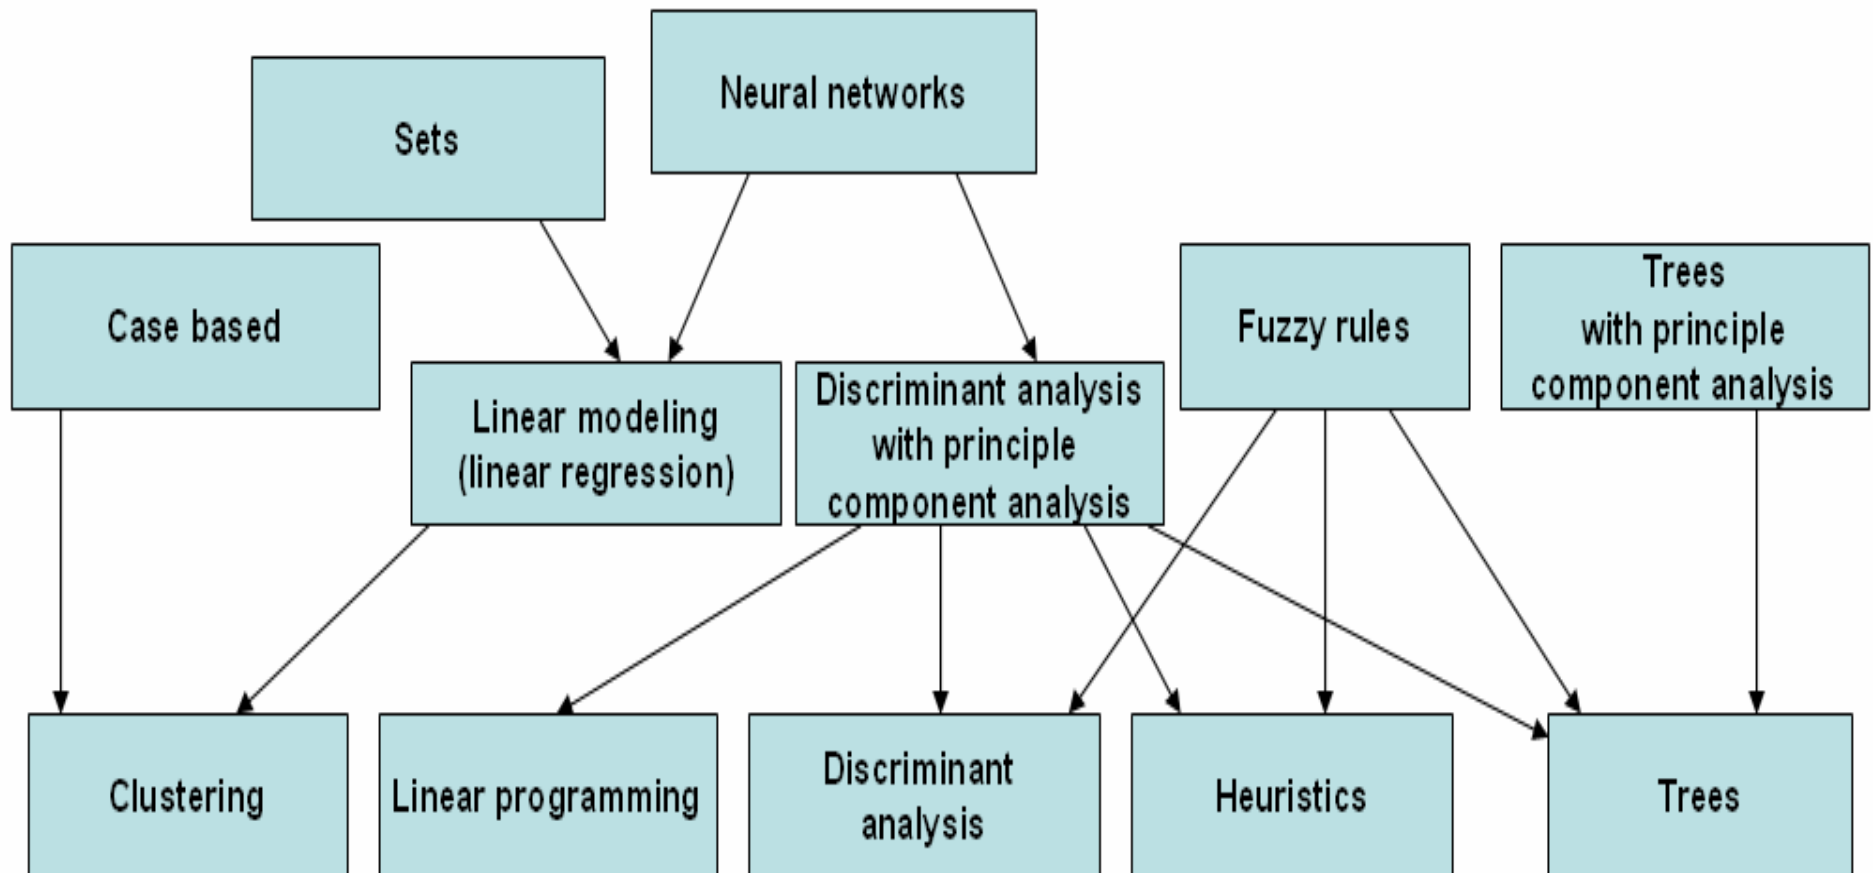 Neural networks
Sets
Case based
Linear modeling
(linear regression)
Discriminant analysis
with principle
component analysis
Fuzzy rules
Trees
with principle
component analysis
Clustering
Linear programming
Discriminant
analysis
Heuristics
Trees